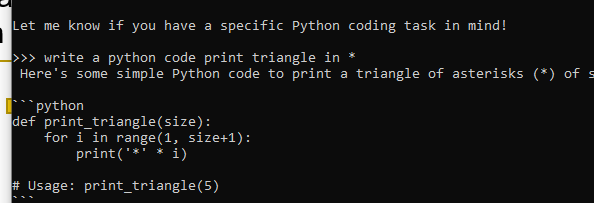 Let me know if you have a specific Python coding task in mind!
>>> write a python code print triangle in *
Here's some simple Python code to print a triangle of asterisks (*) of
```python
def print_triangle(size):
    for i in range(1, size+1):
        print('*' * i)
# Usage: print_triangle(5)
```